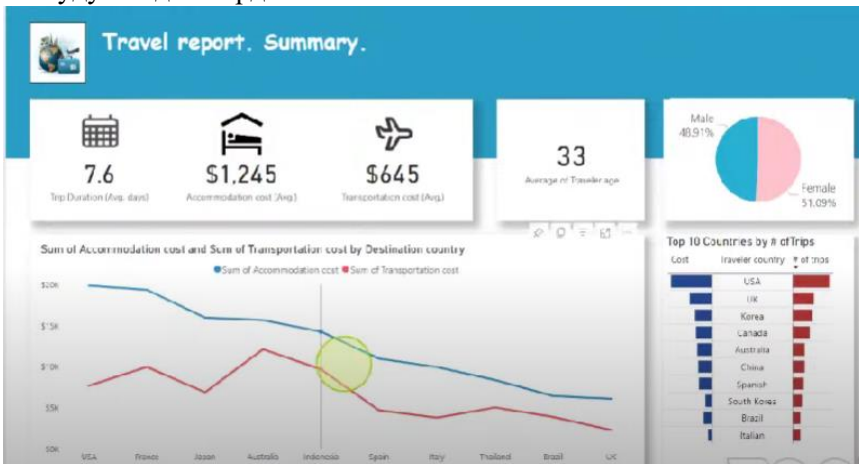 Travel report. Summary.
7.6
Trip Duration (Avg. days)
$1,245
Accommodation cost (Avg.)
$645
Transportation cost (Avg.)
33
Average of Traveler age
Male
48.91%
Female
51.09%
Sum of Accommodation cost and Sum of Transportation cost by Destination country
Sum of Accommodation cost Sum of Transportation cost
$20K
$15K
$10K
$5K
$0K
USA France Japan Australia Indonesia Spain Italy Thailand Brazil UK
Top 10 Countries by # of Trips
Cost Traveler country # of trips
USA
UK
Korea
Canada
Australia
China
Spanish
South Korea
Brazil
Italian